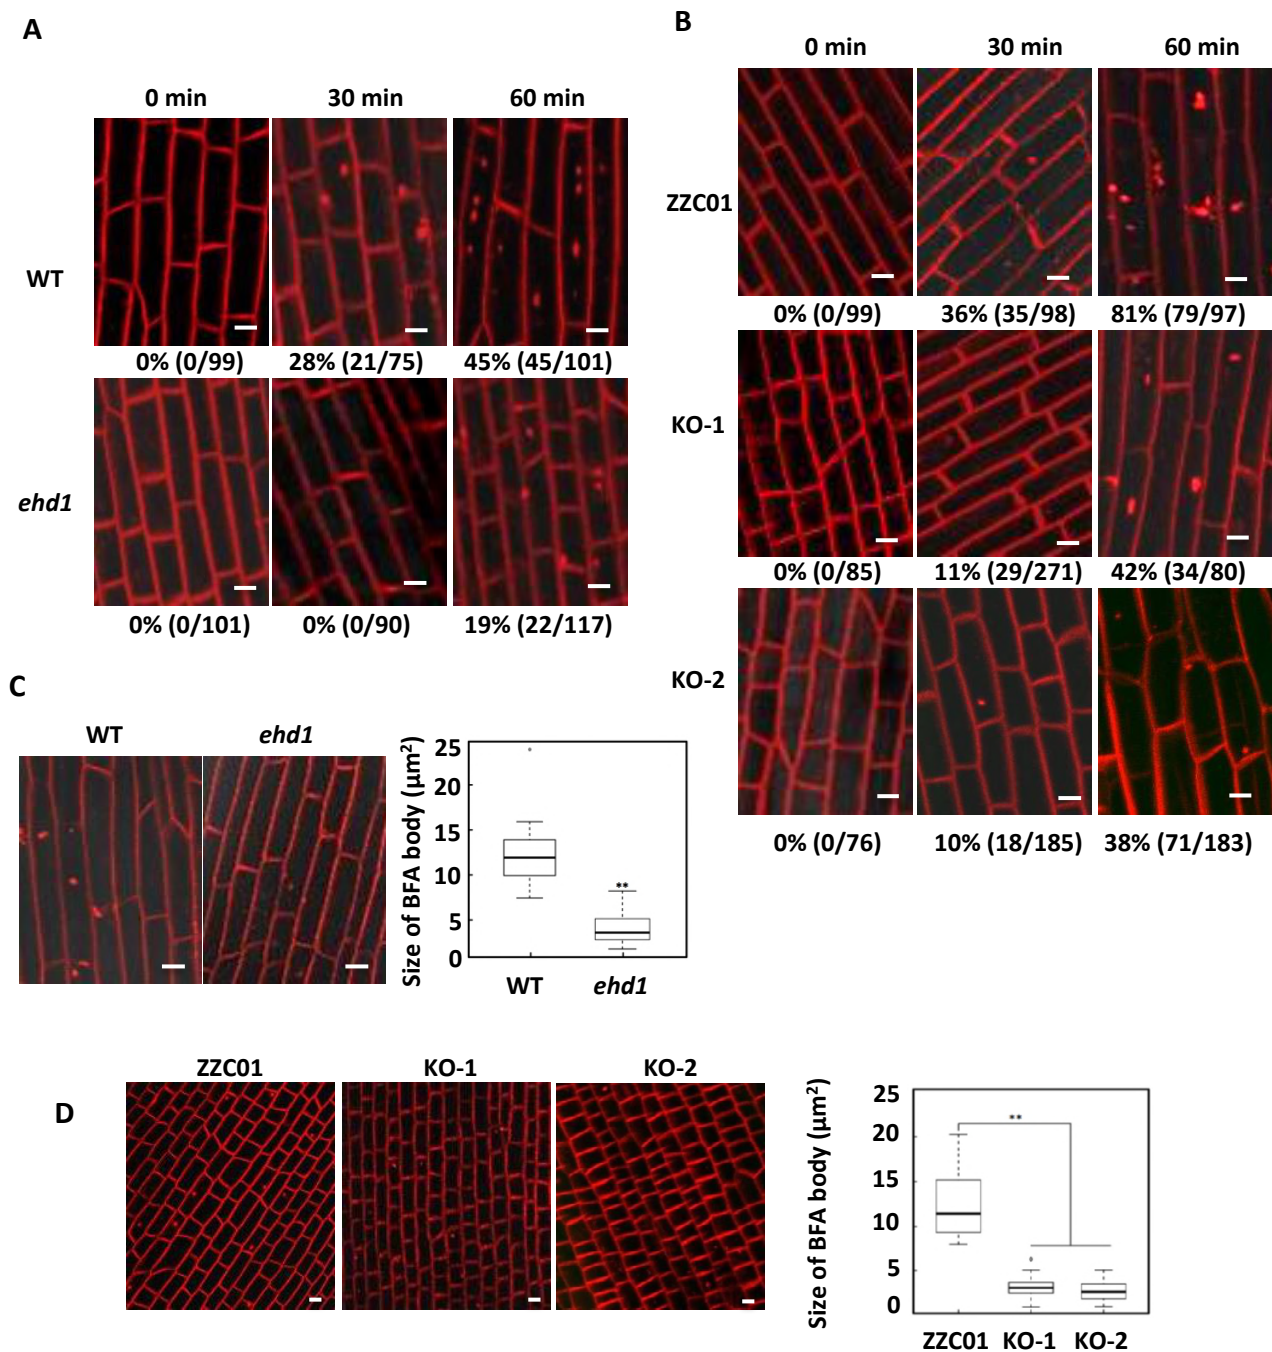 A
0 min 30 min 60 min
WT
0% (0/99) 28% (21/75) 45% (45/101)
ehd1
0% (0/101) 0% (0/90) 19% (22/117)
B
0 min 30 min 60 min
ZZC01
0% (0/99) 36% (35/98) 81% (79/97)
KO-1
0% (0/85) 11% (29/271) 42% (34/80)
KO-2
0% (0/76) 10% (18/185) 38% (71/183)
C
WT ehd1
Size of BFA body (μm²)
25
20
15
10
5
0
**
WT ehd1
D
ZZC01 KO-1 KO-2
Size of BFA body (μm²)
25
20
15
10
5
0
**
ZZC01 KO-1 KO-2